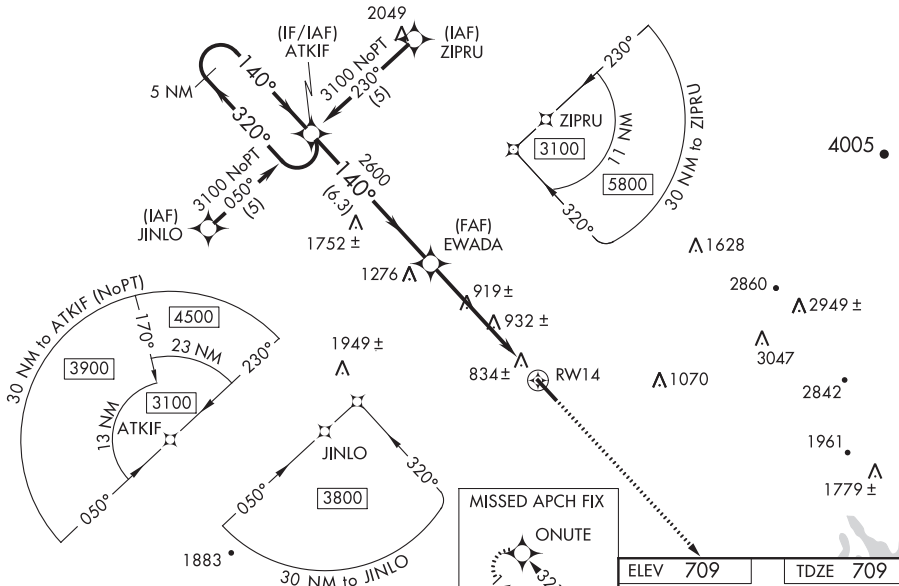 2049
(IAF)
ZIPRU
(IF/IAF)
ATKIF
3100 NoPT
230°
(5)
140°
5 NM
320°
3100 NoPT
050°
(5)
(IAF)
JINLO
2600
140°
(6.3)
1752 ±
(FAF)
EWADA
1276
919±
932 ±
834±
RW14
1070
230°
ZIPRU
3100
11 NM
5800
320°
30 NM to ZIPRU
4005
1628
2860
2949 ±
3047
2842
1961
1779 ±
30 NM to ATKIF (NoPT)
4500
170°
3900
23 NM
230°
3100
13 NM
ATKIF
050°
1949 ±
JINLO
050°
320°
3800
30 NM to JINLO
1883
MISSED APCH FIX
ONUTE
ELEV 709
TDZE 709